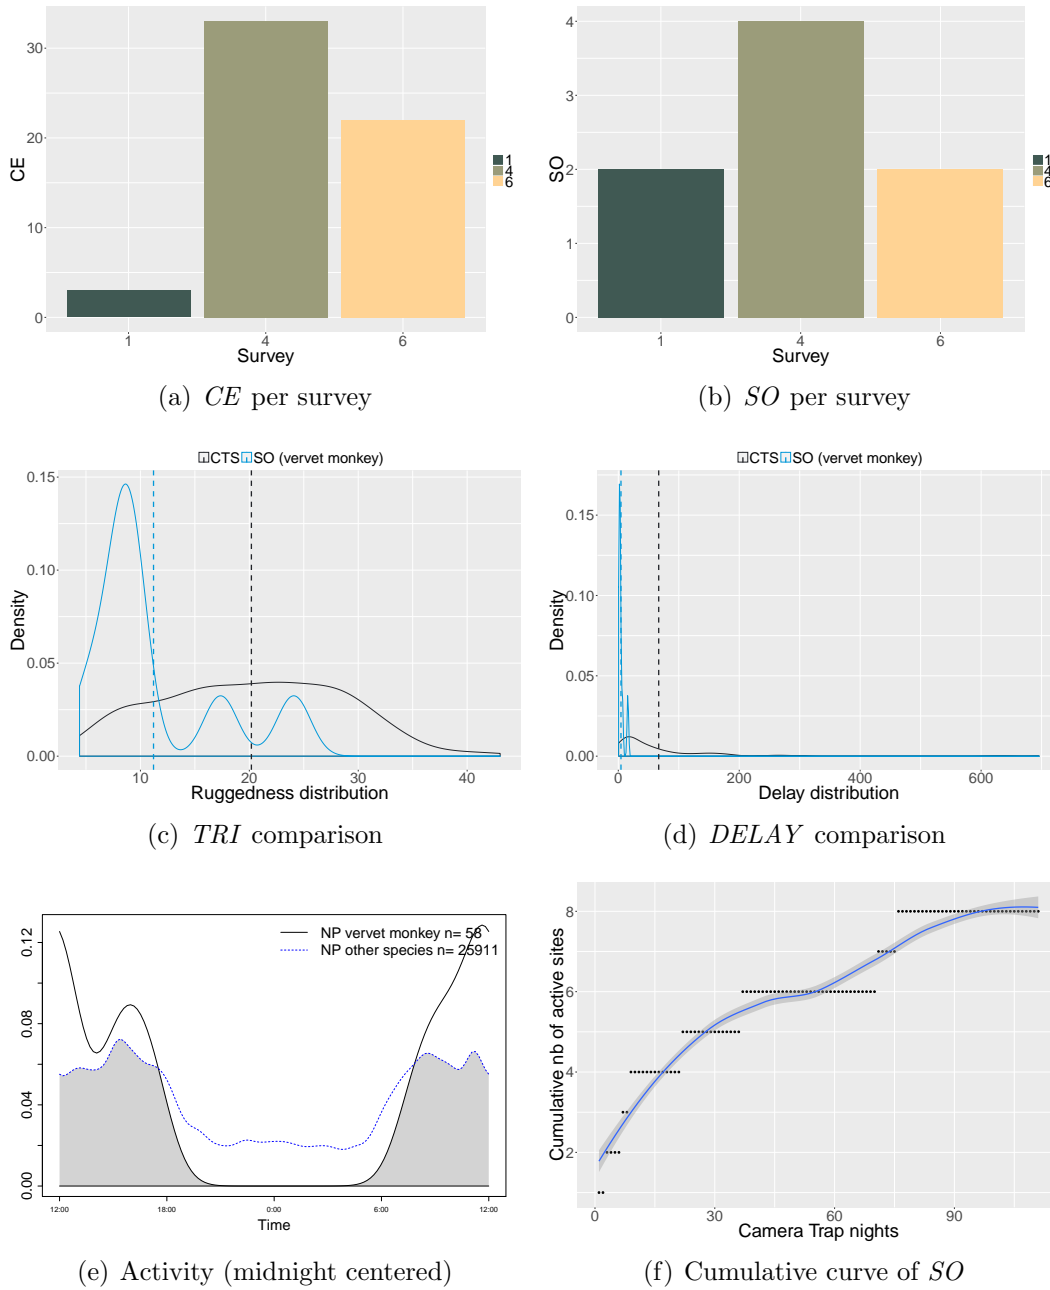 30
20
10
0
CE
1
4
6
Survey
1
4
6
(a) CE per survey
4
3
2
1
0
SO
1
4
6
Survey
1
4
6
(b) SO per survey
CTS SO (vervet monkey)
0.15
0.10
0.05
0.00
Density
10 20 30 40
Ruggedness distribution
(c) TRI comparison
CTS SO (vervet monkey)
0.15
0.10
0.05
0.00
Density
0 200 400 600
Delay distribution
(d) DELAY comparison
NP vervet monkey n= 58
NP other species n= 25911
0.12
0.08
0.04
0.00
12:00 18:00 0:00 6:00 12:00
Time
(e) Activity (midnight centered)
8
6
4
2
Cumulative nb of active sites
0 30 60 90
Camera Trap nights
(f) Cumulative curve of SO